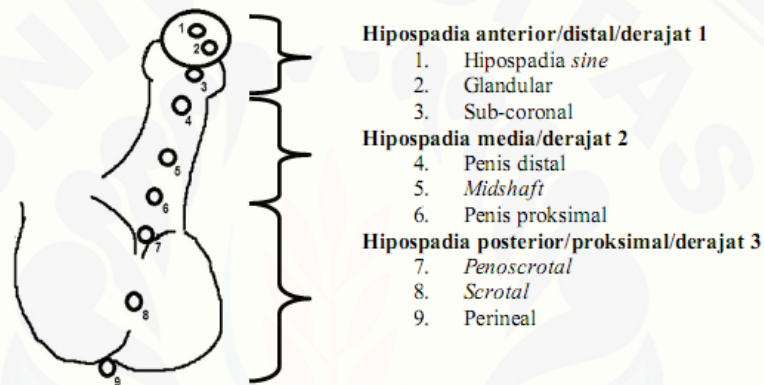 Hipospadia anterior/distal/derajat 1
1. Hipospadia sine
2. Glandular
3. Sub-coronal
Hipospadia media/derajat 2
4. Penis distal
5. Midshaft
6. Penis proksimal
Hipospadia posterior/proksimal/derajat 3
7. Penoscrotal
8. Scrotal
9. Perineal
1
2
3
4
5
6
7
8
9